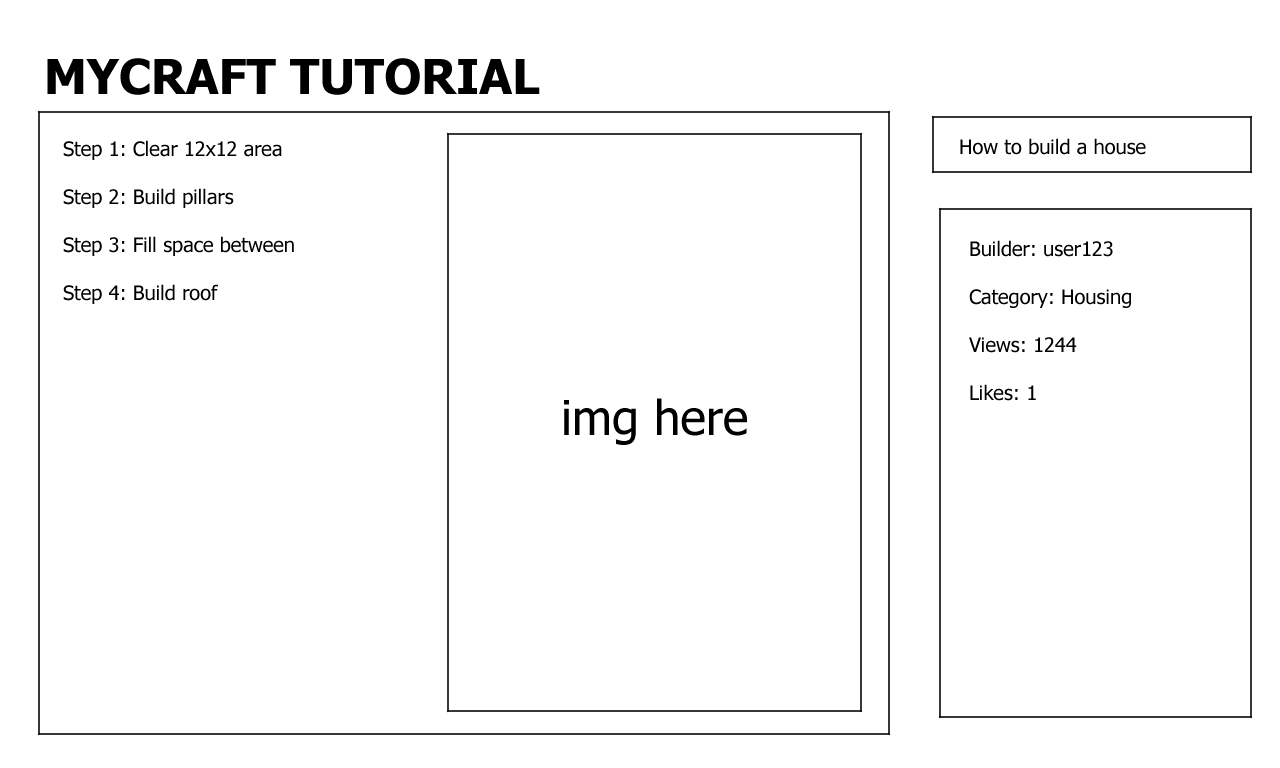 MYCRAFT TUTORIAL
Step 1: Clear 12x12 area
Step 2: Build pillars
Step 3: Fill space between
Step 4: Build roof
img here
How to build a house
Builder: user123
Category: Housing
Views: 1244
Likes: 1